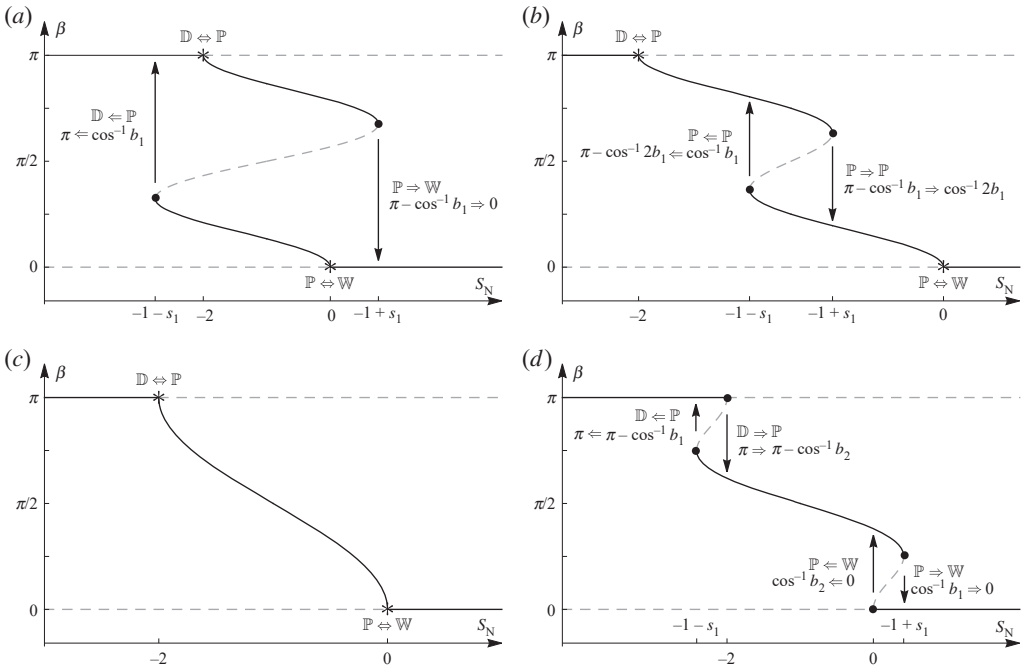 (a)
β
𝔻 ⇔ ℙ
π
𝔻 ⇐ ℙ
π ⇐ cos⁻¹ b₁
π/2
ℙ ⇒ 𝕎
π – cos⁻¹ b₁ ⇒ 0
0
ℙ ⇔ 𝕎
S_N
–1 – s₁
–2
0
–1 + s₁
(b)
β
𝔻 ⇔ ℙ
π
ℙ ⇐ ℙ
π – cos⁻¹ 2b₁ ⇐ cos⁻¹ b₁
π/2
ℙ ⇒ ℙ
π – cos⁻¹ b₁ ⇒ cos⁻¹ 2b₁
0
ℙ ⇔ 𝕎
S_N
–2
–1 – s₁
–1 + s₁
0
(c)
β
𝔻 ⇔ ℙ
π
π/2
0
ℙ ⇔ 𝕎
S_N
–2
0
(d)
β
π
𝔻 ⇐ ℙ
π ⇐ π – cos⁻¹ b₁
𝔻 ⇒ ℙ
π ⇒ π – cos⁻¹ b₂
π/2
ℙ ⇐ 𝕎
cos⁻¹ b₂ ⇐ 0
ℙ ⇒ 𝕎
cos⁻¹ b₁ ⇒ 0
0
S_N
–1 – s₁
–2
0
–1 + s₁